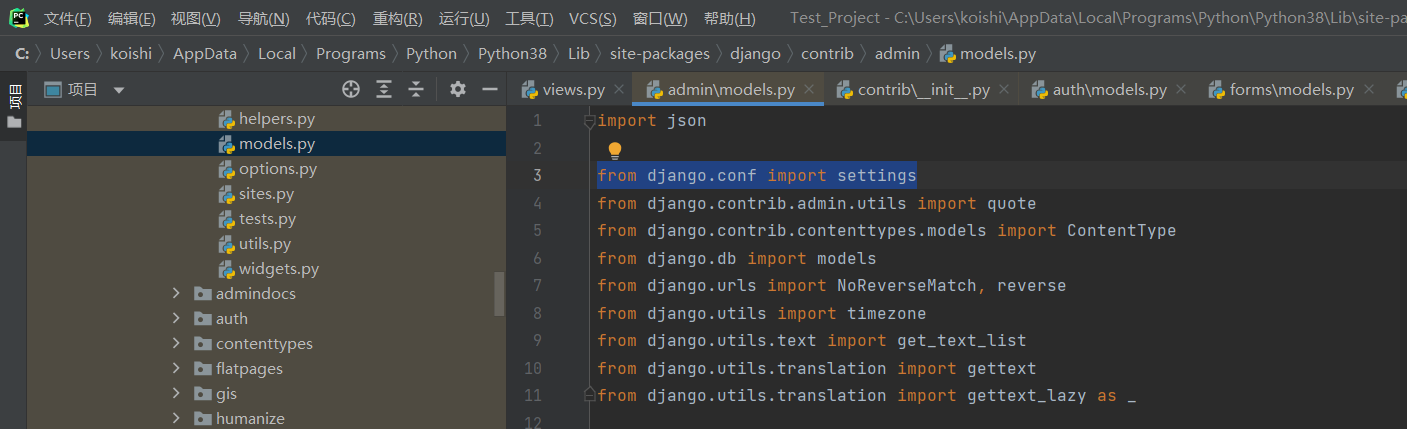 PC 文件(F) 编辑(E) 视图(V) 导航(N) 代码(C) 重构(R) 运行(U) 工具(T) VCS(S) 窗口(W) 帮助(H) Test_Project - C:\Users\koishi\AppData\Local\Programs\Python\Python38\Lib\site-pa
C: Users koishi AppData Local Programs Python Python38 Lib site-packages django contrib admin models.py
项目
项目
views.py admin\models.py contrib\__init__.py auth\models.py forms\models.py
helpers.py
models.py
options.py
sites.py
tests.py
utils.py
widgets.py
admindocs
auth
contenttypes
flatpages
gis
humanize
1 import json
2
3 from django.conf import settings
4 from django.contrib.admin.utils import quote
5 from django.contrib.contenttypes.models import ContentType
6 from django.db import models
7 from django.urls import NoReverseMatch, reverse
8 from django.utils import timezone
9 from django.utils.text import get_text_list
10 from django.utils.translation import gettext
11 from django.utils.translation import gettext_lazy as _
12